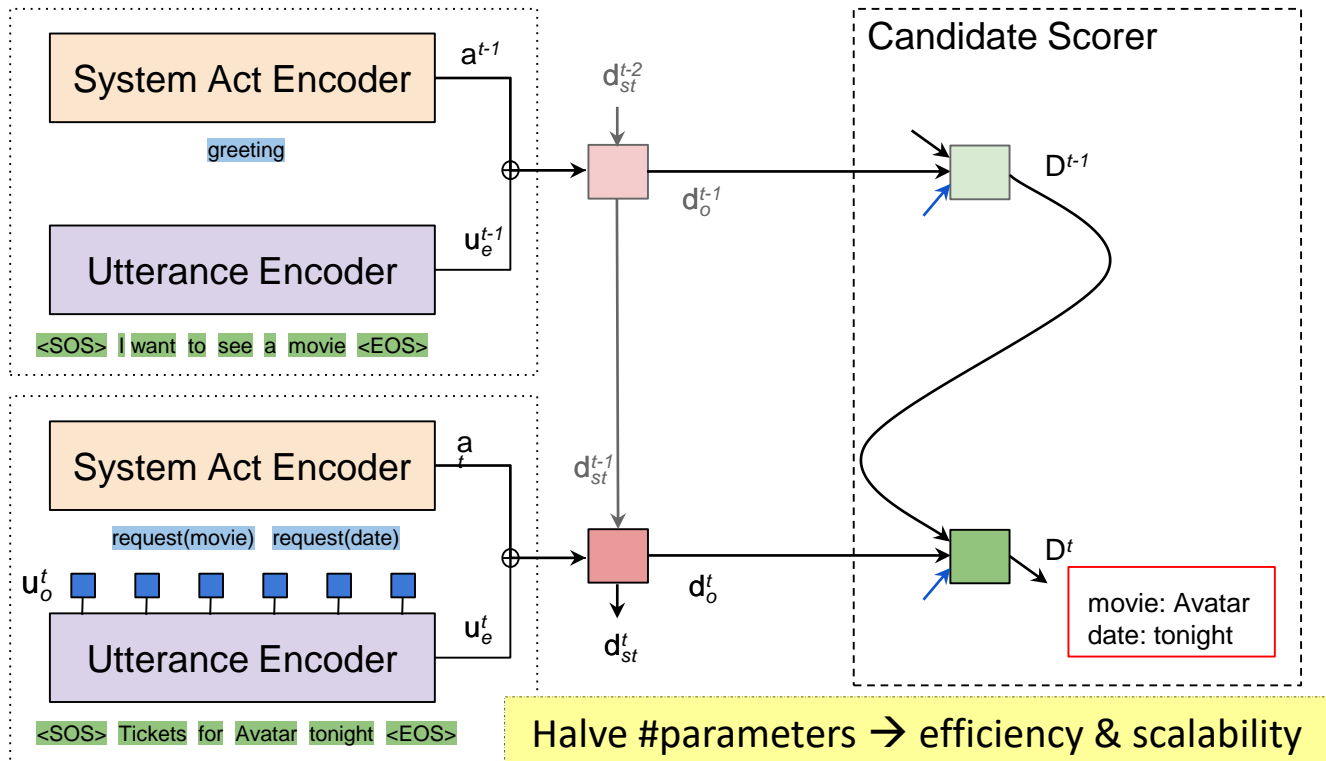 System Act Encoder
a^{t-1}
greeting
Utterance Encoder
u_e^{t-1}
<SOS> I want to see a movie <EOS>
d_{st}^{t-2}
d_o^{t-1}
d_{st}^{t-1}
Candidate Scorer
D^{t-1}
System Act Encoder
a_t
request(movie) request(date)
u_o^t
Utterance Encoder
u_e^t
<SOS> Tickets for Avatar tonight <EOS>
d_o^t
d_{st}^t
D^t
movie: Avatar
date: tonight
Halve #parameters → efficiency & scalability